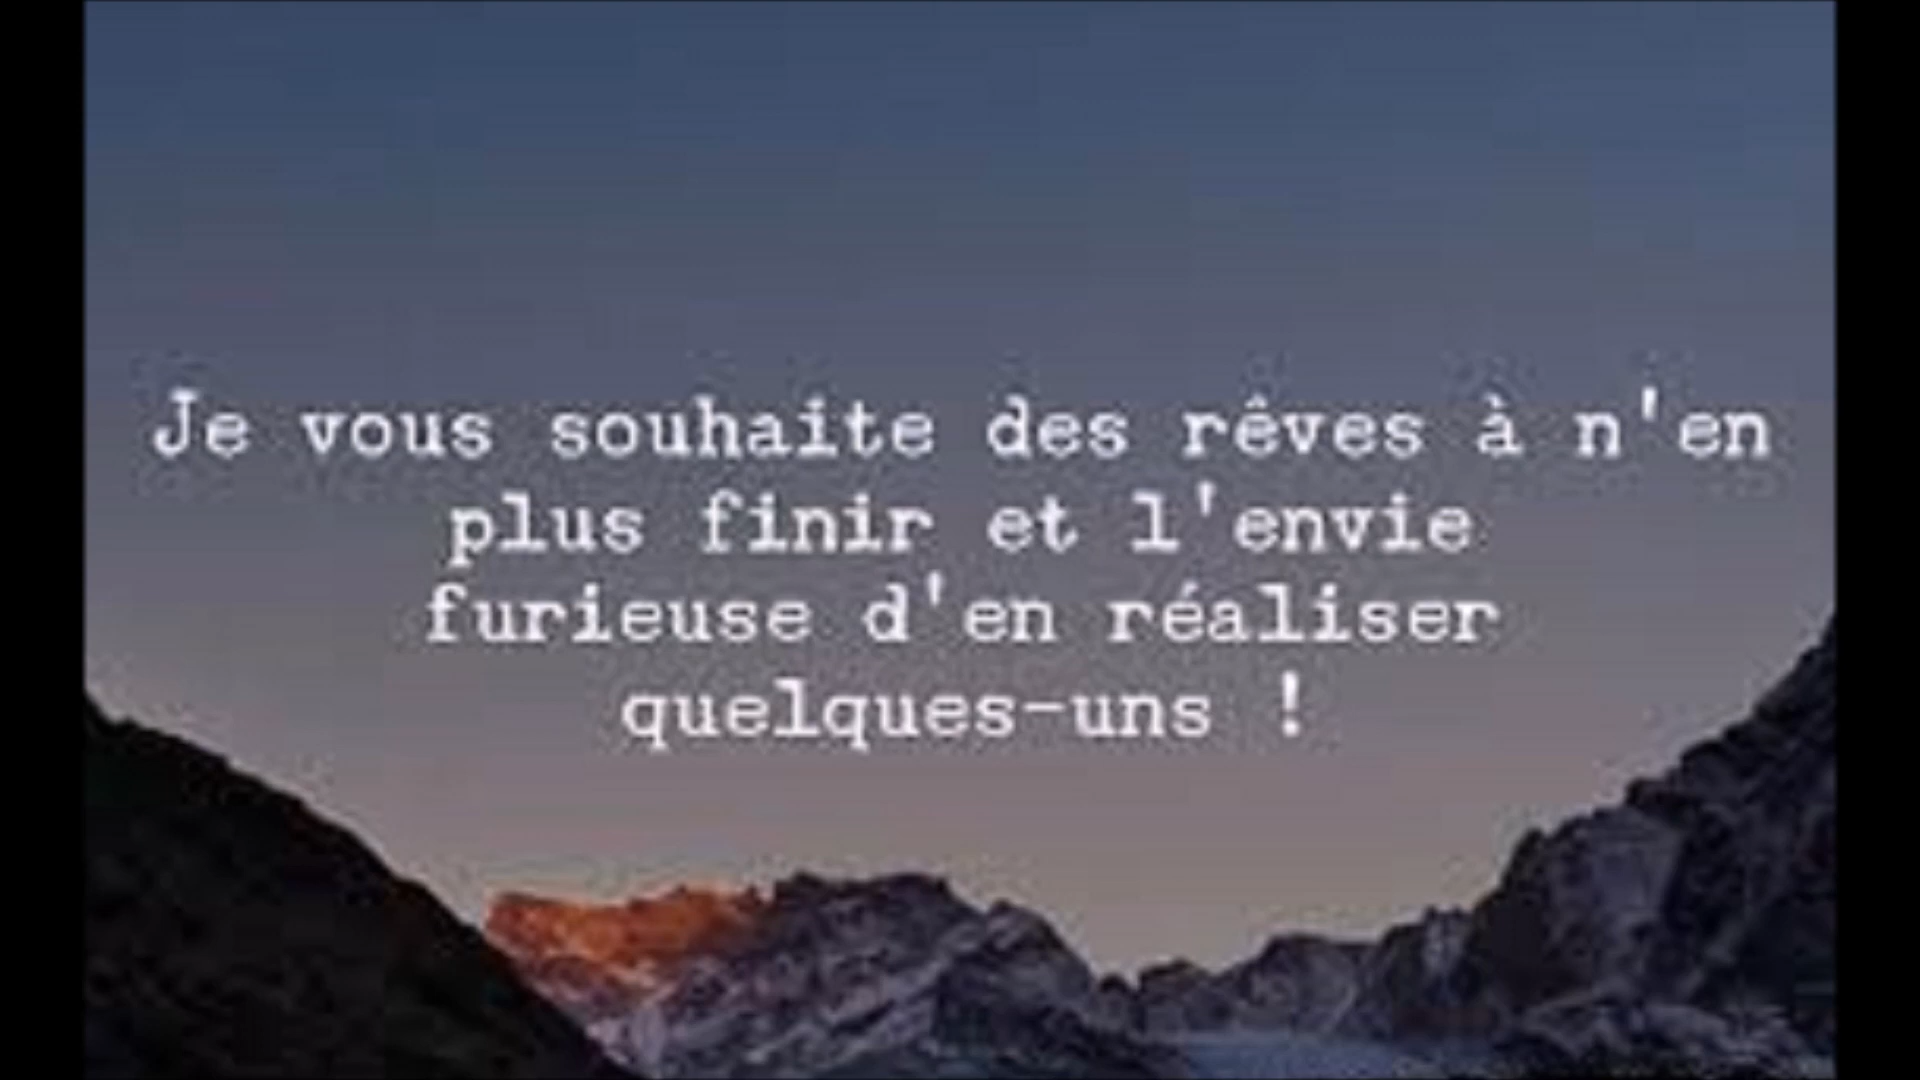 Je vous souhaite des rêves à n'en
plus finir et l'envie
furieuse d'en réaliser
quelques-uns !